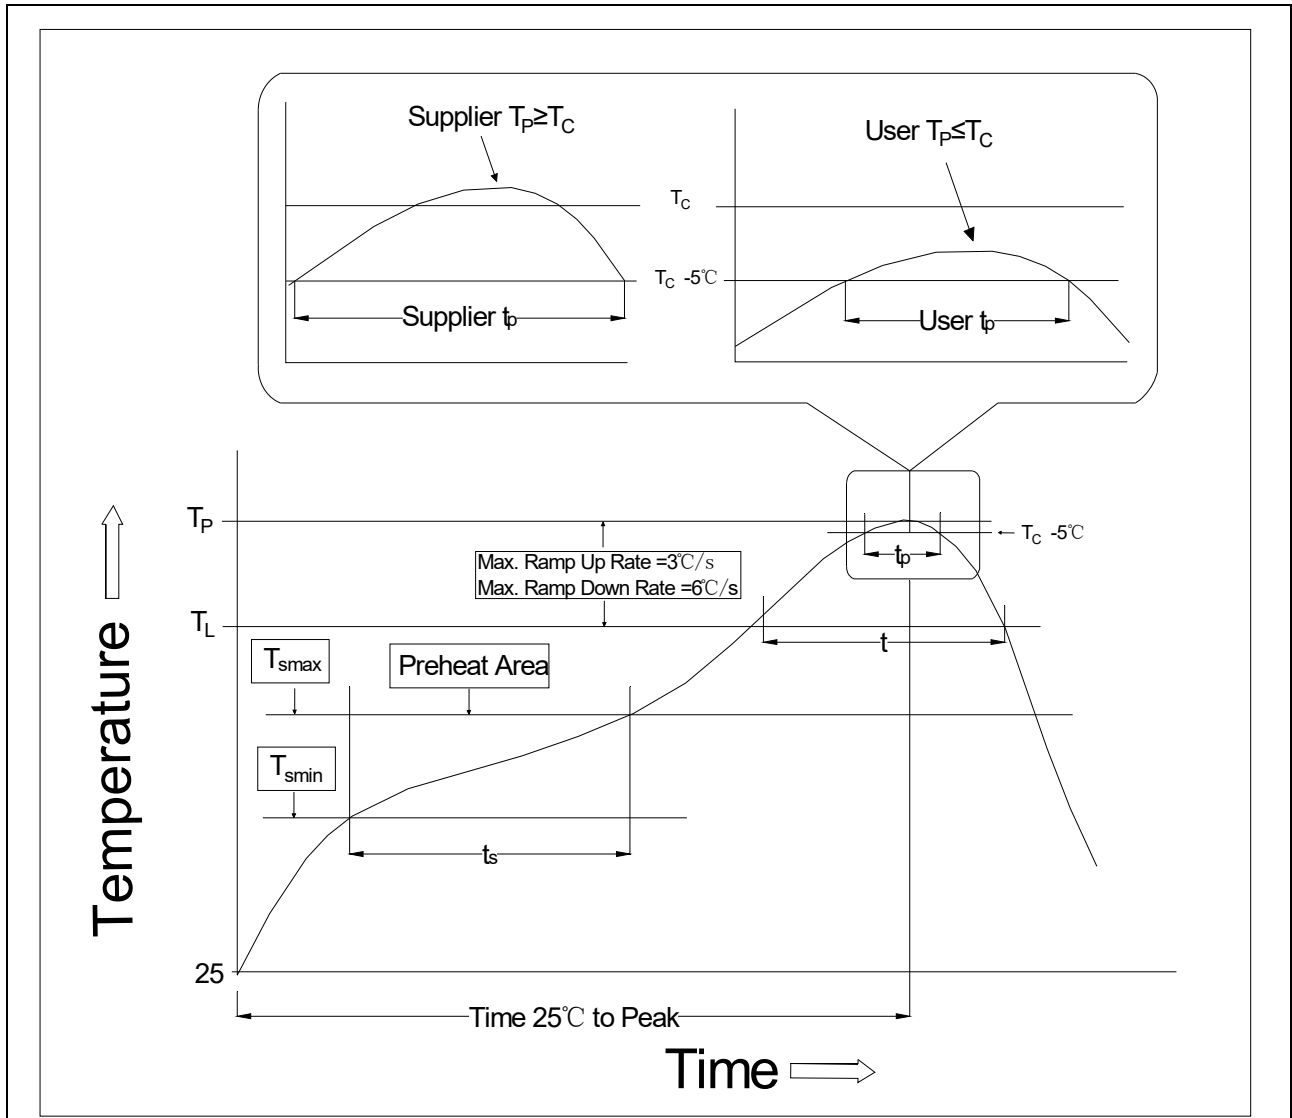 Supplier TP≥TC
User TP≤TC
TC
TC -5℃
Supplier tp
User tp
TP
TC -5℃
Max. Ramp Up Rate =3℃/s
Max. Ramp Down Rate =6℃/s
tp
TL
t
Tsmax
Preheat Area
Tsmin
ts
Temperature
25
Time 25℃ to Peak
Time